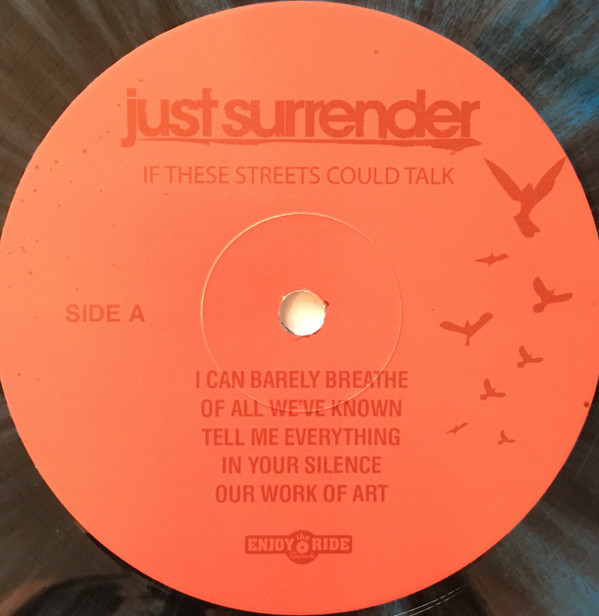 just surrender
IF THESE STREETS COULD TALK
SIDE A
I CAN BARELY BREATHE
OF ALL WE'VE KNOWN
TELL ME EVERYTHING
IN YOUR SILENCE
OUR WORK OF ART
ENJOY the RIDE
Records